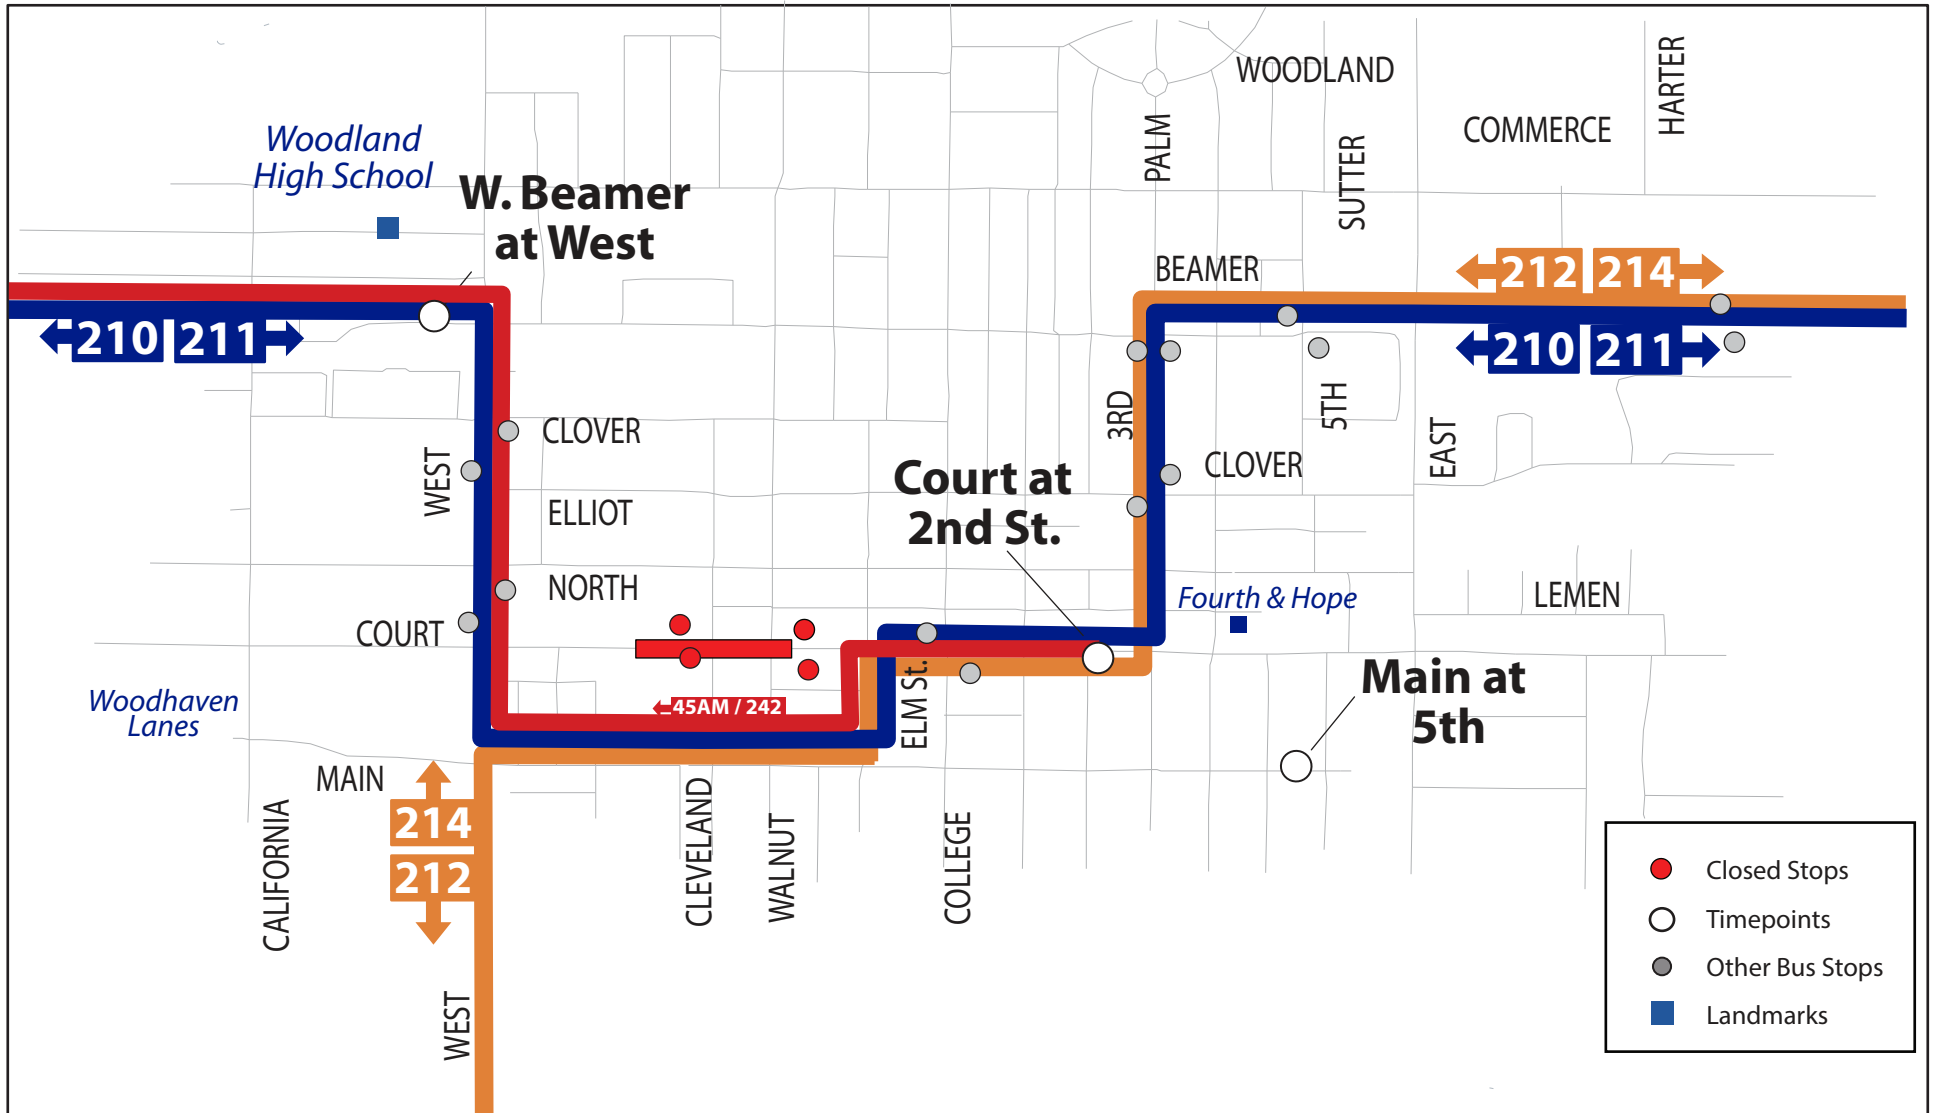 WOODLAND
HARTER
COMMERCE
PALM
SUTTER
Woodland
High School
W. Beamer
at West
BEAMER
212 214
210 211
210 211
3RD
5TH
EAST
CLOVER
WEST
CLOVER
Court at
2nd St.
ELLIOT
NORTH
Fourth & Hope
LEMEN
COURT
Woodhaven
Lanes
45AM / 242
ELM St.
Main at
5th
MAIN
214
212
CALIFORNIA
CLEVELAND
WALNUT
COLLEGE
WEST
Closed Stops
Timepoints
Other Bus Stops
Landmarks